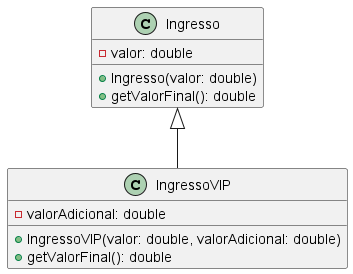 C Ingresso
valor: double
Ingresso(valor: double)
getValorFinal(): double
C IngressoVIP
valorAdicional: double
IngressoVIP(valor: double, valorAdicional: double)
getValorFinal(): double